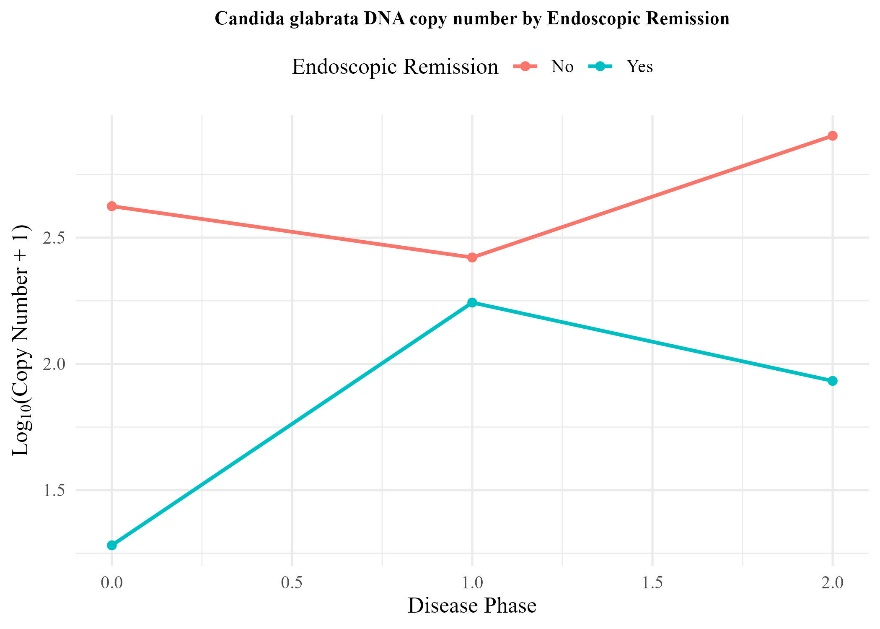 Candida glabrata DNA copy number by Endoscopic Remission
Endoscopic Remission No Yes
Log₁₀(Copy Number + 1)
2.5
2.0
1.5
0.0 0.5 1.0 1.5 2.0
Disease Phase